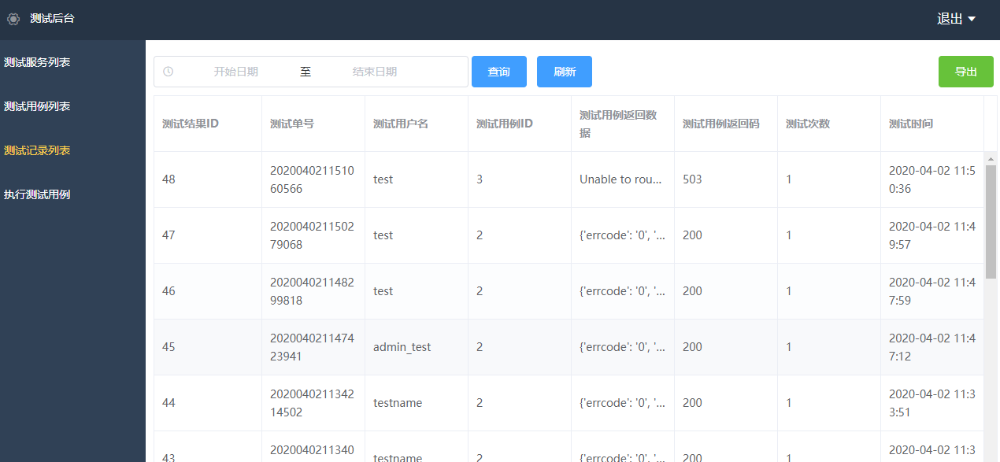 测试后台
退出
测试服务列表
测试用例列表
测试记录列表
执行测试用例
开始日期 至 结束日期 查询 刷新 导出
测试结果ID 测试单号 测试用户名 测试用例ID 测试用例返回数据 测试用例返回码 测试次数 测试时间
48 202004021151060566 test 3 Unable to rou... 503 1 2020-04-02 11:50:36
47 202004021150279068 test 2 {'errcode': '0', '... 200 1 2020-04-02 11:49:57
46 202004021148299818 test 2 {'errcode': '0', '... 200 1 2020-04-02 11:47:59
45 202004021147423941 admin_test 2 {'errcode': '0', '... 200 1 2020-04-02 11:47:12
44 202004021134214502 testname 2 {'errcode': '0', '... 200 1 2020-04-02 11:33:51
43 2020040211340 testname 2 {'errcode': '0', '... 200 1 2020-04-02 11:3